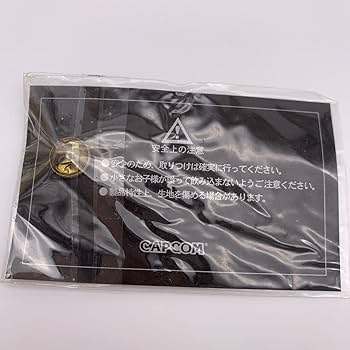 安全上の注意
●安全のため、取りつけは確実に行ってください。
●小さなお子様が誤って飲み込まないようご注意ください。
●製品特性上、生地を傷める場合があります。
CAPCOM